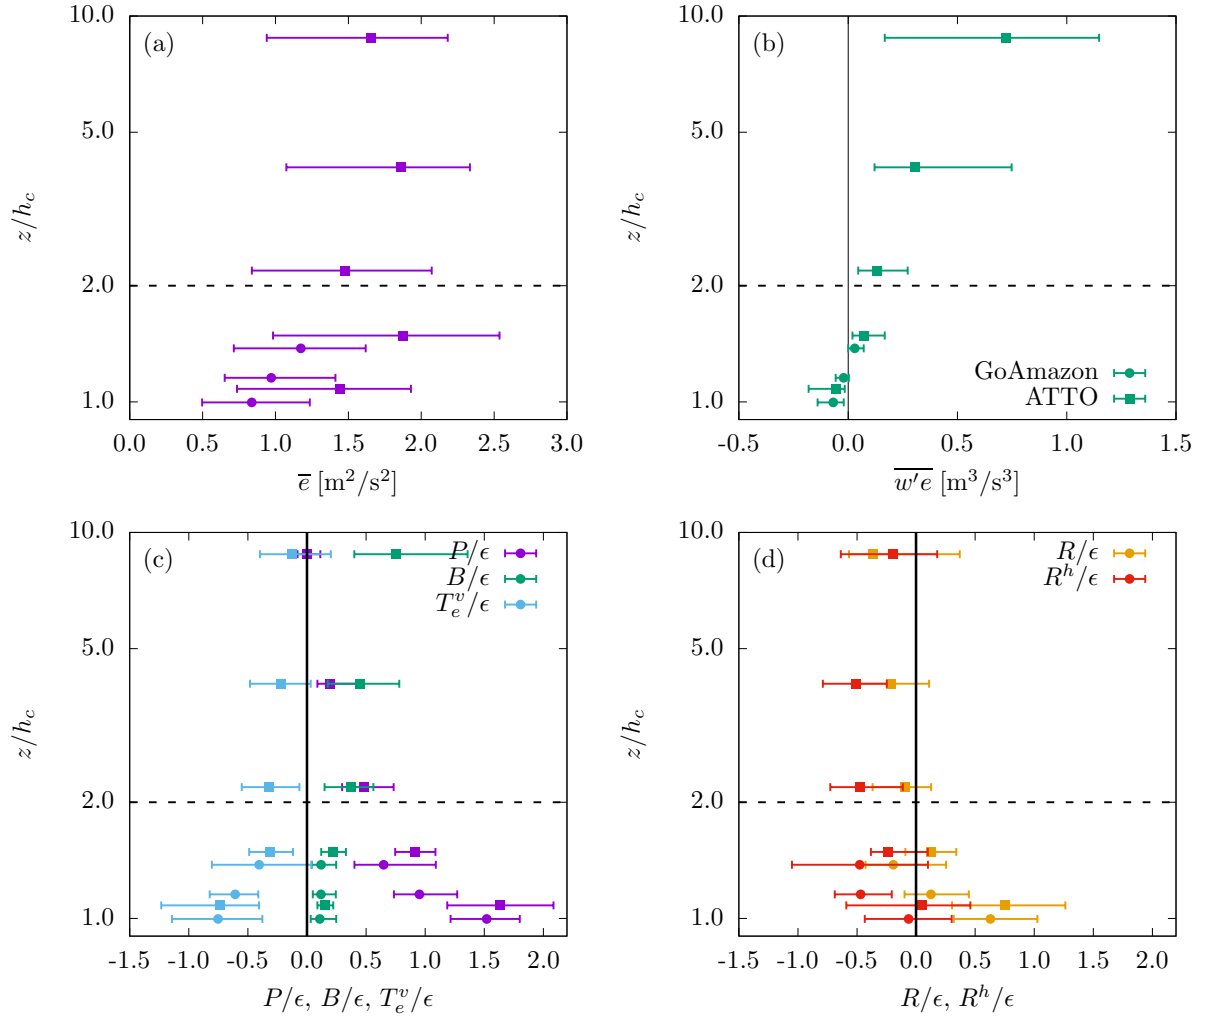 10.0
5.0
2.0
1.0
z/h_c
(a)
0.0 0.5 1.0 1.5 2.0 2.5 3.0
e̅ [m²/s²]
10.0
5.0
2.0
1.0
z/h_c
(b)
GoAmazon
ATTO
-0.5 0.0 0.5 1.0 1.5
w′e̅ [m³/s³]
10.0
5.0
2.0
1.0
z/h_c
(c)
P/ϵ
B/ϵ
T_e^v/ϵ
-1.5 -1.0 -0.5 0.0 0.5 1.0 1.5 2.0
P/ϵ, B/ϵ, T_e^v/ϵ
10.0
5.0
2.0
1.0
z/h_c
(d)
R/ϵ
R^h/ϵ
-1.5 -1.0 -0.5 0.0 0.5 1.0 1.5 2.0
R/ϵ, R^h/ϵ